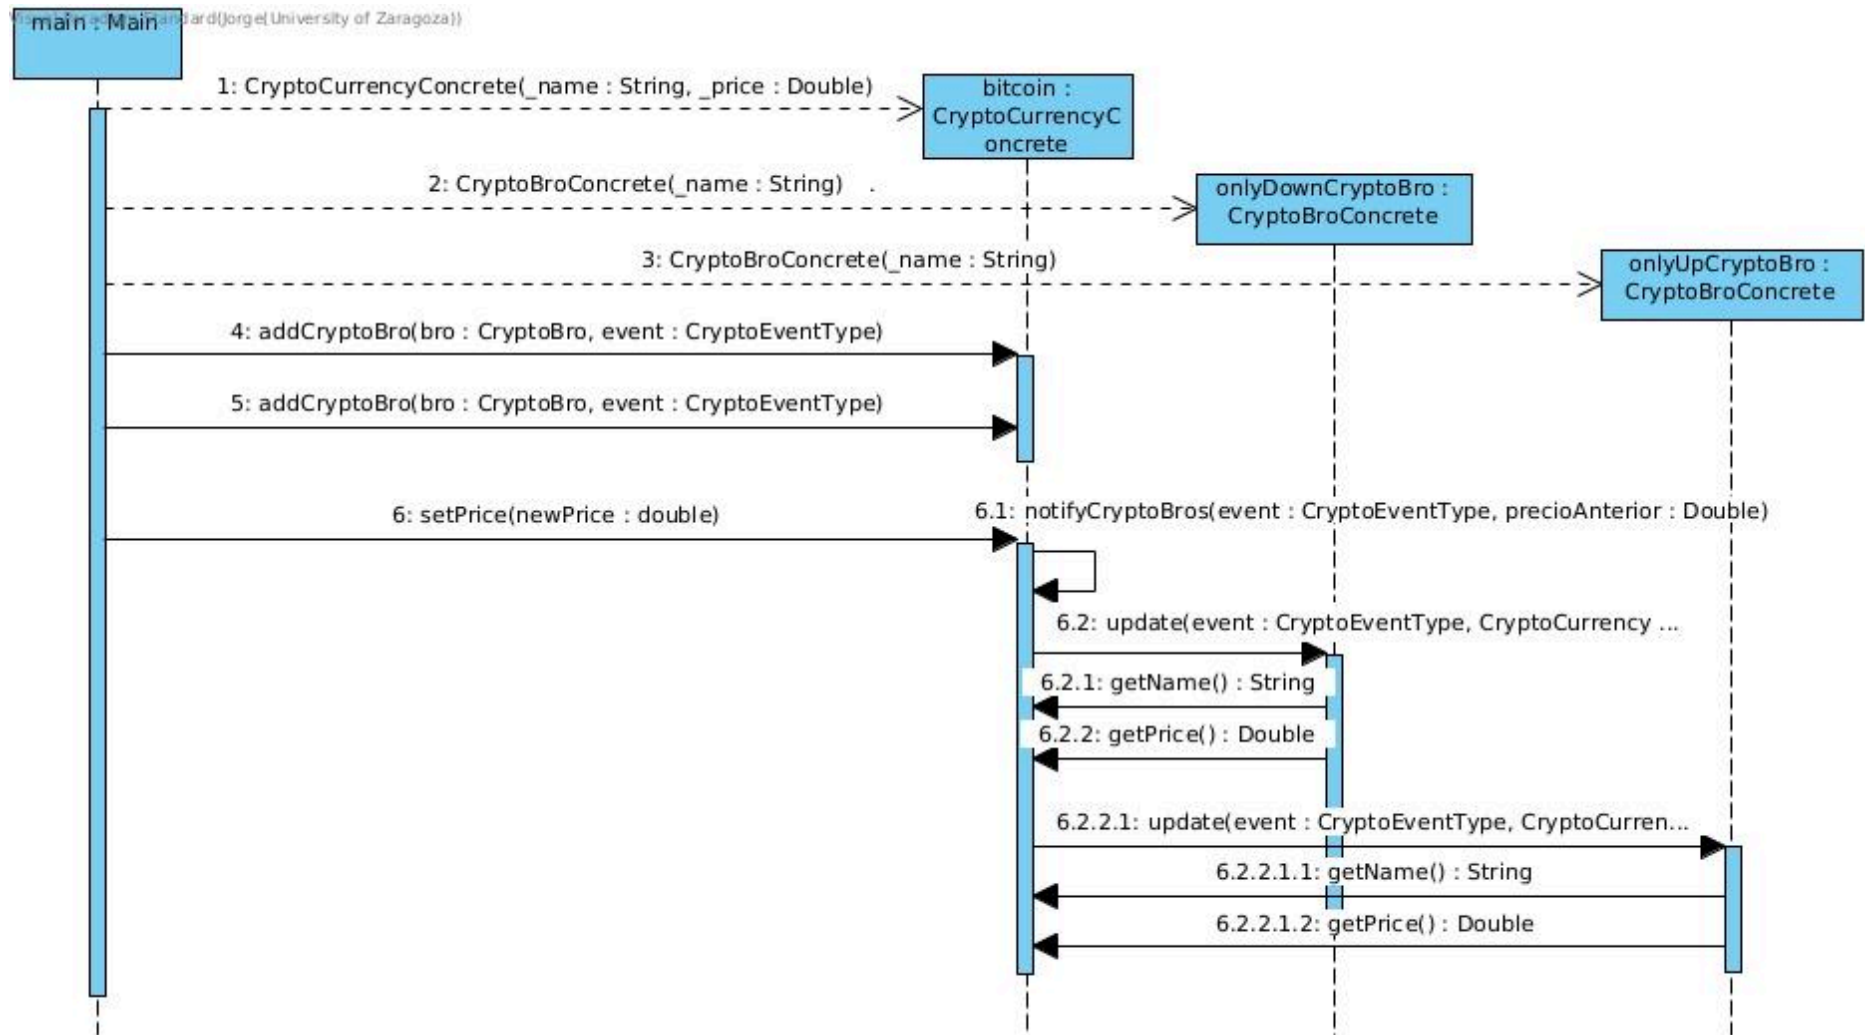 Standard(Jorge(University of Zaragoza))
main : Main
1: CryptoCurrencyConcrete(_name : String, _price : Double)
bitcoin :
CryptoCurrencyC
oncrete
2: CryptoBroConcrete(_name : String) .
onlyDownCryptoBro :
CryptoBroConcrete
3: CryptoBroConcrete(_name : String)
onlyUpCryptoBro :
CryptoBroConcrete
4: addCryptoBro(bro : CryptoBro, event : CryptoEventType)
5: addCryptoBro(bro : CryptoBro, event : CryptoEventType)
6: setPrice(newPrice : double)
6.1: notifyCryptoBros(event : CryptoEventType, precioAnterior : Double)
6.2: update(event : CryptoEventType, CryptoCurrency ...
6.2.1: getName() : String
6.2.2: getPrice() : Double
6.2.2.1: update(event : CryptoEventType, CryptoCurren...
6.2.2.1.1: getName() : String
6.2.2.1.2: getPrice() : Double